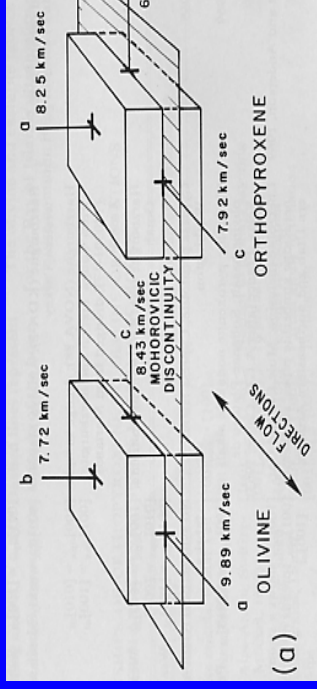 b
7.72 km/sec
a
8.25 km/sec
c
8.43 km/sec
MOHOROVICIC
DISCONTINUITY
9.89 km/sec
a
OLIVINE
7.92 km/sec
c
ORTHOPYROXENE
FLOW
DIRECTIONS
(a)